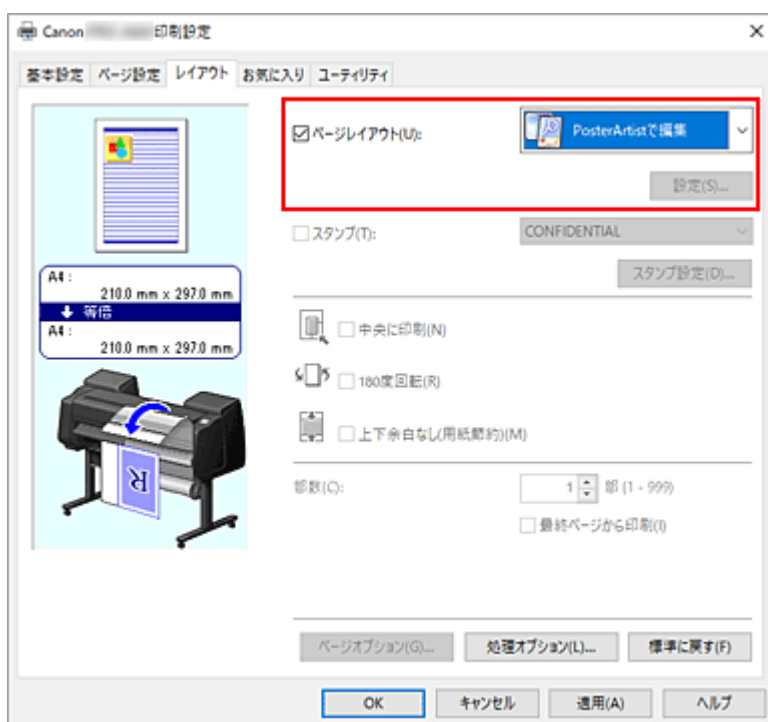 Canon 印刷設定
基本設定 ページ設定 レイアウト お気に入り ユーティリティ
ページレイアウト(U): PosterArtistで編集
設定(S)...
スタンプ(T): CONFIDENTIAL
スタンプ設定(D)...
A4 :
210.0 mm x 297.0 mm
等倍
A4 :
210.0 mm x 297.0 mm
中央に印刷(N)
180度回転(R)
上下余白なし(用紙節約)(M)
R
部数(C): 1 部 (1 - 999)
最終ページから印刷(I)
ページオプション(G)... 処理オプション(L)... 標準に戻す(F)
OK キャンセル 適用(A) ヘルプ